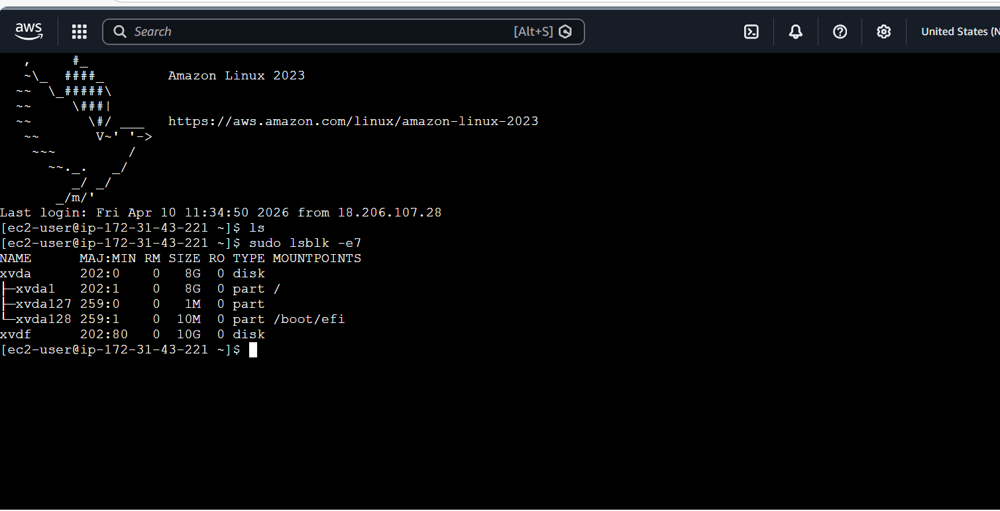 aws
Search [Alt+S]
United States (N
   ,     #_
   ~\_  ####_        Amazon Linux 2023
  ~~  \_#####\
  ~~     \###|
  ~~       \#/ ___   https://aws.amazon.com/linux/amazon-linux-2023
   ~~       V~' '->
    ~~~         /
      ~~._.   _/
         _/ _/
       _/m/'
Last login: Fri Apr 10 11:34:50 2026 from 18.206.107.28
[ec2-user@ip-172-31-43-221 ~]$ ls
[ec2-user@ip-172-31-43-221 ~]$ sudo lsblk -e7
NAME      MAJ:MIN RM SIZE RO TYPE MOUNTPOINTS
xvda      202:0    0   8G  0 disk
├─xvda1   202:1    0   8G  0 part /
├─xvda127 259:0    0   1M  0 part
└─xvda128 259:1    0  10M  0 part /boot/efi
xvdf      202:80   0  10G  0 disk
[ec2-user@ip-172-31-43-221 ~]$